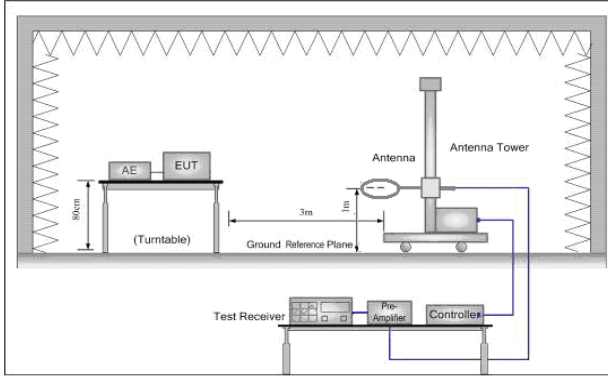 Antenna Tower
Antenna
EUT
AE
80cm
3m
1m
(Turntable)
Ground Reference Plane
Test Receiver
Pre-
Amplifier
Controller